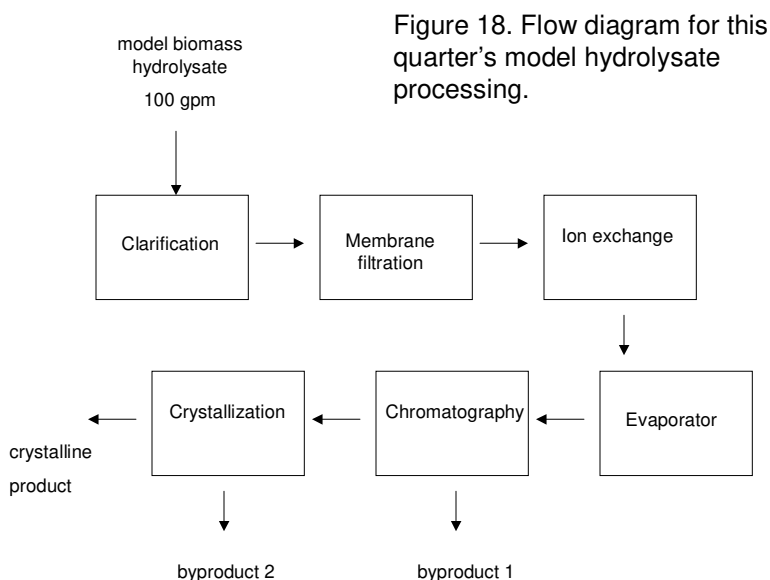 Figure 18. Flow diagram for this
quarter's model hydrolysate
processing.
model biomass
hydrolysate
100 gpm
Clarification
Membrane
filtration
Ion exchange
Crystallization
Chromatography
Evaporator
crystalline
product
byproduct 2
byproduct 1